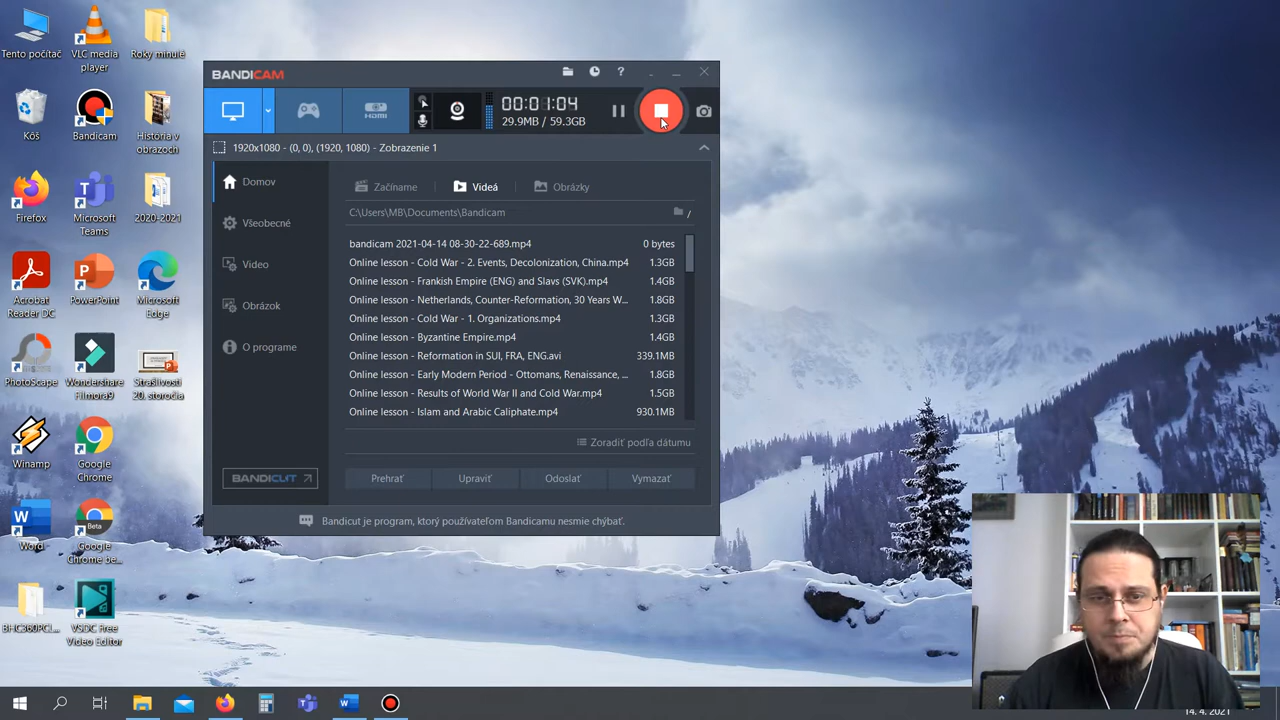 Tento počítač
VLC media
player
Roky minulé
Kôš
Bandicam
História v
obrazoch
Firefox
Microsoft
Teams
2020-2021
Acrobat
Reader DC
PowerPoint
Microsoft
Edge
PhotoScape
Wondershare
Filmora9
Strašlivosti
20. storočia
Winamp
Google
Chrome
Word
Beta
Google
Chrome be...
BHC360PCL...
VSDC Free
Video Editor
BANDICAM
?
HDMI
00:01:04
29.9MB / 59.3GB
1920x1080 - (0, 0), (1920, 1080) - Zobrazenie 1
Domov
Všeobecné
Video
Obrázok
O programe
BANDICUT
Začíname
Videá
Obrázky
C:\Users\MB\Documents\Bandicam
/
bandicam 2021-04-14 08-30-22-689.mp4 0 bytes
Online lesson - Cold War - 2. Events, Decolonization, China.mp4 1.3GB
Online lesson - Frankish Empire (ENG) and Slavs (SVK).mp4 1.4GB
Online lesson - Netherlands, Counter-Reformation, 30 Years W... 1.8GB
Online lesson - Cold War - 1. Organizations.mp4 1.3GB
Online lesson - Byzantine Empire.mp4 1.4GB
Online lesson - Reformation in SUI, FRA, ENG.avi 339.1MB
Online lesson - Early Modern Period - Ottomans, Renaissance, ... 1.8GB
Online lesson - Results of World War II and Cold War.mp4 1.5GB
Online lesson - Islam and Arabic Caliphate.mp4 930.1MB
Zoradiť podľa dátumu
Prehrať
Upraviť
Odoslať
Vymazať
Bandicut je program, ktorý používateľom Bandicamu nesmie chýbať.
14. 4. 2021